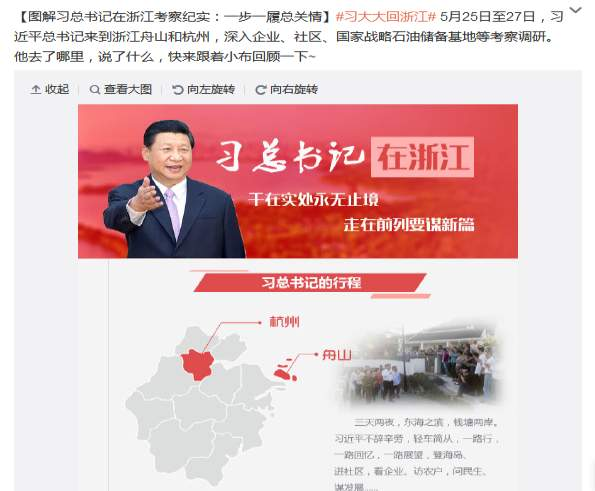 【图解习总书记在浙江考察纪实：一步一履总关情】#习大大回浙江# 5月25日至27日，习
近平总书记来到浙江舟山和杭州，深入企业、社区、国家战略石油储备基地等考察调研。
他去了哪里，说了什么，快来跟着小布回顾一下~
收起 查看大图 向左旋转 向右旋转
习总书记在浙江
干在实处永无止境
走在前列要谋新篇
习总书记的行程
杭州
舟山
三天两夜，东海之滨，钱塘两岸。
习近平不辞辛劳，轻车简从，一路行，
一路回忆，一路展望，登海岛、
进社区，看企业、访农户，问民生、
谋发展......